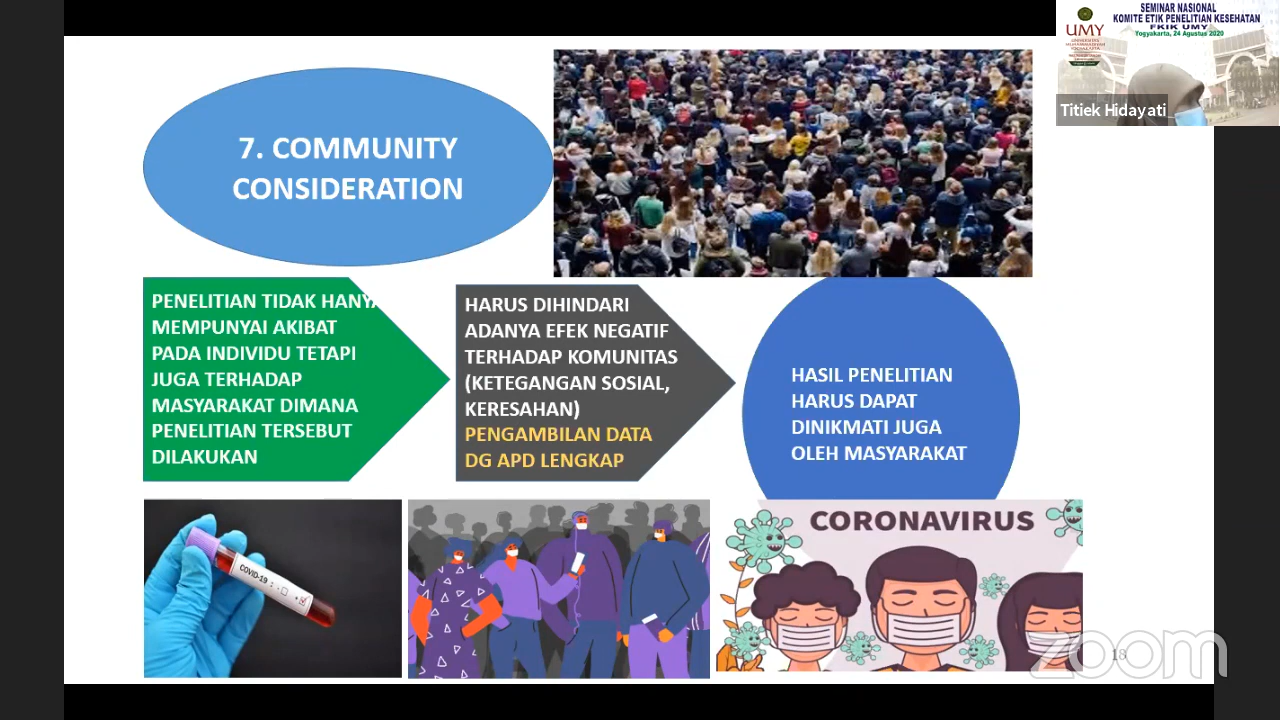 SEMINAR NASIONAL
KOMITE ETIK PENELITIAN KESEHATAN
FKIK UMY
Yogyakarta, 24 Agustus 2020
UMY
Titiek Hidayati
7. COMMUNITY
CONSIDERATION
PENELITIAN TIDAK HANYA
MEMPUNYAI AKIBAT
PADA INDIVIDU TETAPI
JUGA TERHADAP
MASYARAKAT DIMANA
PENELITIAN TERSEBUT
DILAKUKAN
HARUS DIHINDARI
ADANYA EFEK NEGATIF
TERHADAP KOMUNITAS
(KETEGANGAN SOSIAL,
KERESAHAN)
PENGAMBILAN DATA
DG APD LENGKAP
HASIL PENELITIAN
HARUS DAPAT
DINIKMATI JUGA
OLEH MASYARAKAT
COVID-19
CORONAVIRUS
zoom